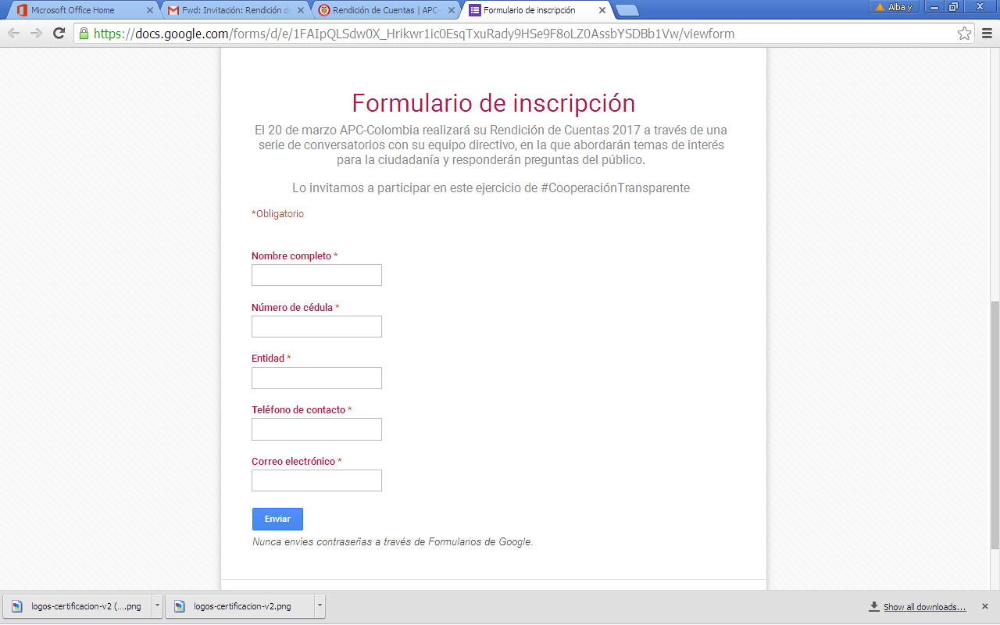 Microsoft Office Home
Fwd: Invitación: Rendición de
Rendición de Cuentas | APC-
Formulario de inscripción
Alba y
https://docs.google.com/forms/d/e/1FAIpQLSdw0X_Hrikwr1ic0EsqTxuRady9HSe9F8oLZ0AssbYSDBb1Vw/viewform
Formulario de inscripción
El 20 de marzo APC-Colombia realizará su Rendición de Cuentas 2017 a través de una
serie de conversatorios con su equipo directivo, en la que abordarán temas de interés
para la ciudadanía y responderán preguntas del público.
Lo invitamos a participar en este ejercicio de #CooperaciónTransparente
*Obligatorio
Nombre completo *
Número de cédula *
Entidad *
Teléfono de contacto *
Correo electrónico *
Enviar
Nunca envíes contraseñas a través de Formularios de Google.
logos-certificacion-v2 (....png
logos-certificacion-v2.png
Show all downloads...